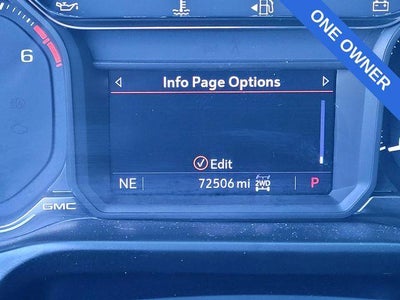 ONE OWNER
6
Info Page Options
Edit
NE 72506 mi 2WD P
GMC